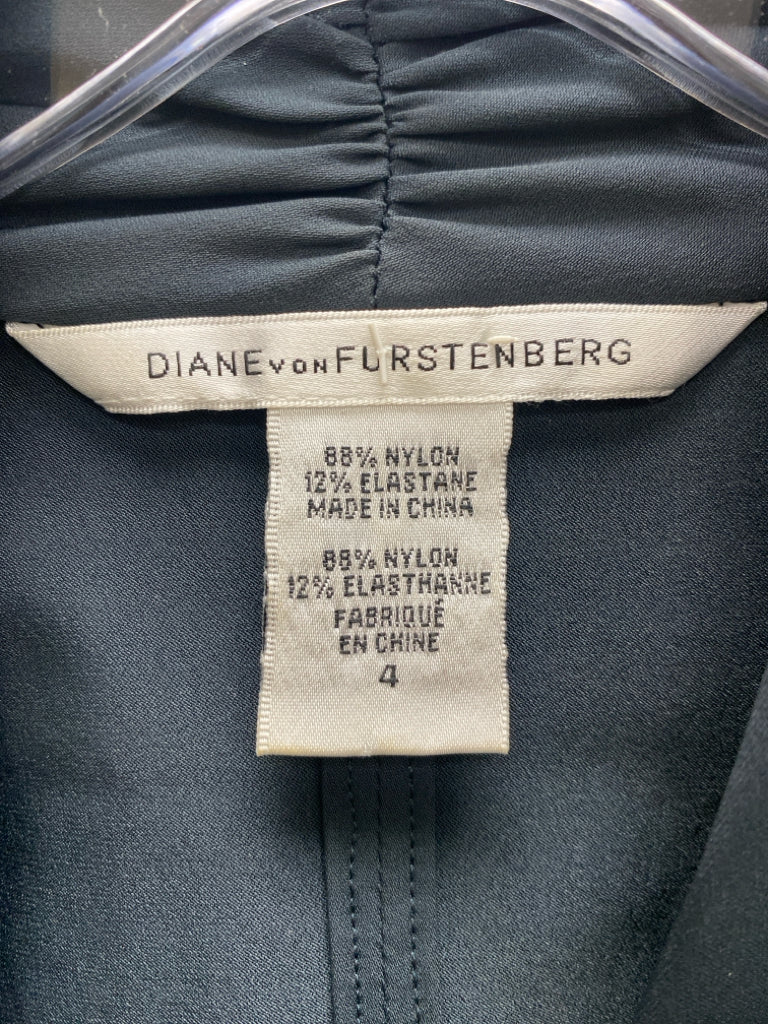 DIANE VON FURSTENBERG
88% NYLON
12% ELASTANE
MADE IN CHINA
88% NYLON
12% ELASTHANNE
FABRIQUÉ
EN CHINE
4